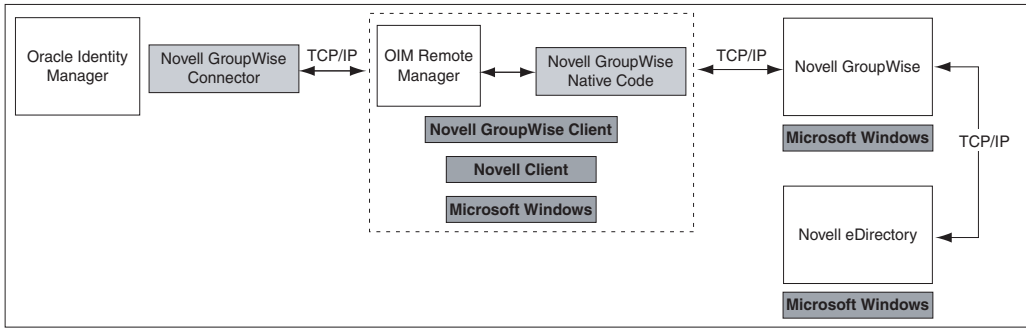 Oracle Identity
Manager
Novell GroupWise
Connector
TCP/IP
OIM Remote
Manager
Novell GroupWise
Native Code
Novell GroupWise Client
Novell Client
Microsoft Windows
TCP/IP
Novell GroupWise
Microsoft Windows
TCP/IP
Novell eDirectory
Microsoft Windows